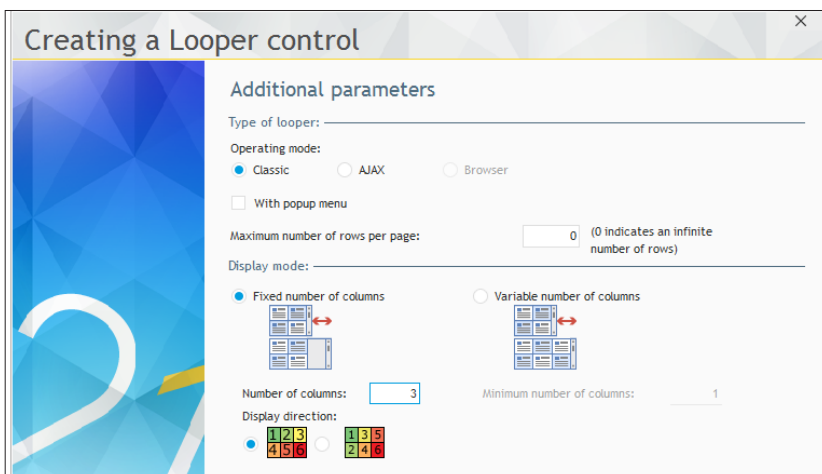 Creating a Looper control
Additional parameters
Type of looper:
Operating mode:
Classic AJAX Browser
With popup menu
Maximum number of rows per page: 0 (0 indicates an infinite
number of rows)
Display mode:
Fixed number of columns Variable number of columns
Number of columns: 3 Minimum number of columns: 1
Display direction:
1 2 3 1 3 5
4 5 6 2 4 6